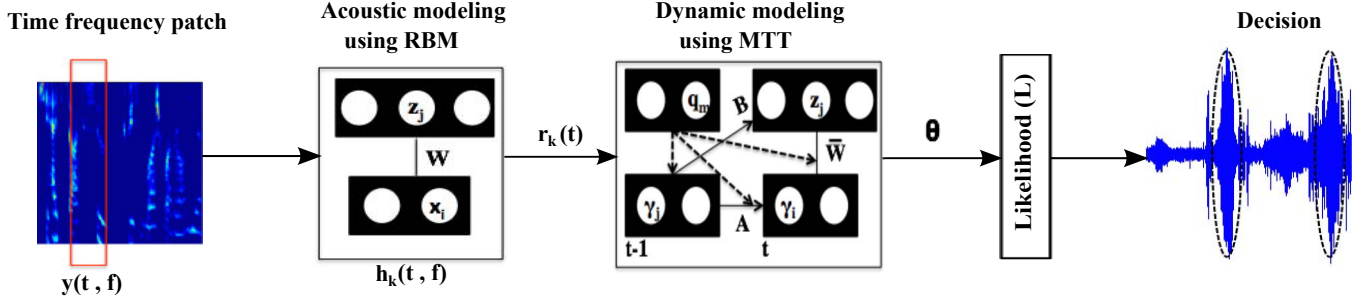 Time frequency patch
y(t , f)
Acoustic modeling
using RBM
z_j
W
x_i
h_k(t , f)
r_k(t)
Dynamic modeling
using MTT
q_m
B
z_j
W̄
γ_j
A
γ_i
t-1
t
θ
Likelihood (L)
Decision